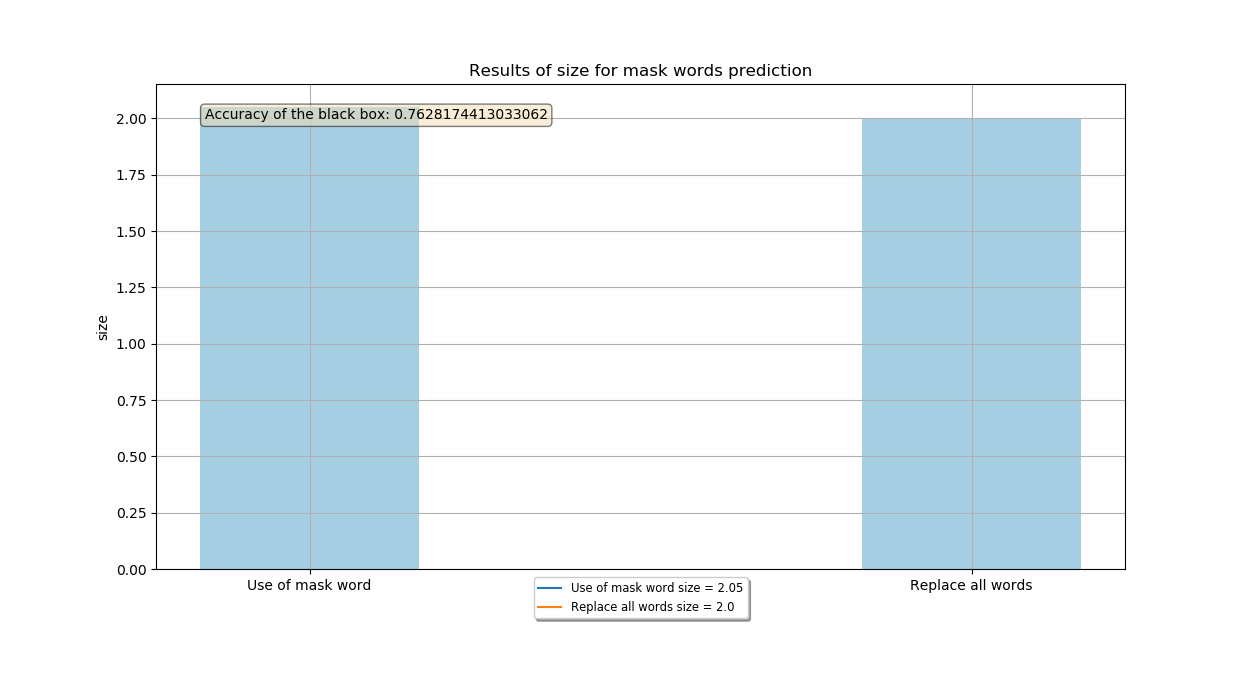 Results of size for mask words prediction
Accuracy of the black box: 0.7628174413033062
2.00
1.75
1.50
1.25
1.00
0.75
0.50
0.25
0.00
size
Use of mask word
Replace all words
Use of mask word size = 2.05
Replace all words size = 2.0